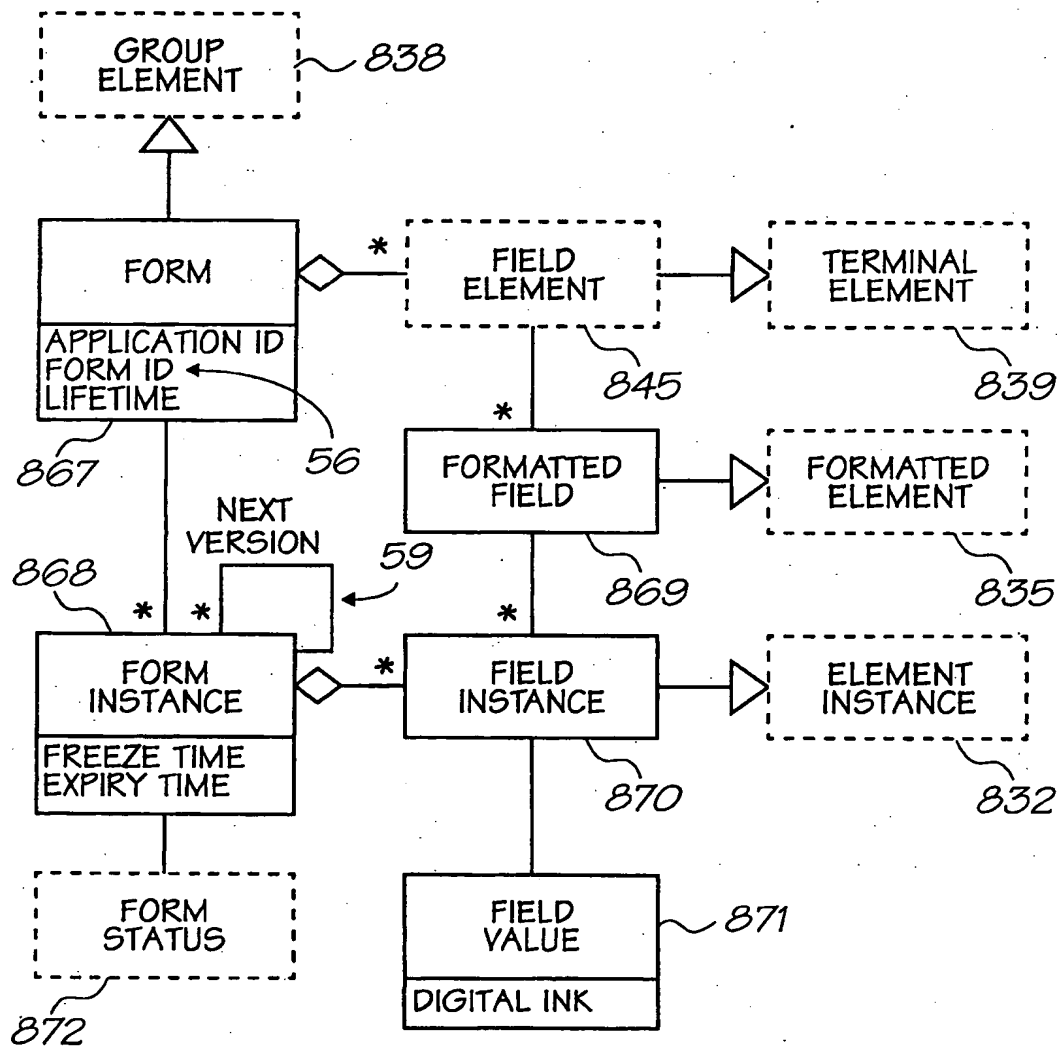 GROUP
ELEMENT
838
FORM
APPLICATION ID
FORM ID
LIFETIME
867
56
*
FIELD
ELEMENT
845
TERMINAL
ELEMENT
839
*
FORMATTED
FIELD
869
FORMATTED
ELEMENT
835
NEXT
VERSION
59
868
*
*
FORM
INSTANCE
FREEZE TIME
EXPIRY TIME
*
*
FIELD
INSTANCE
870
ELEMENT
INSTANCE
832
FORM
STATUS
872
FIELD
VALUE
871
DIGITAL INK